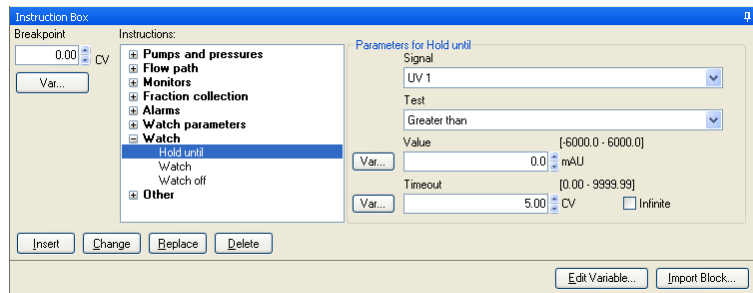 Instruction Box
Breakpoint
0.00 CV
Var...
Instructions:
Pumps and pressures
Flow path
Monitors
Fraction collection
Alarms
Watch parameters
Watch
Hold until
Watch
Watch off
Other
Parameters for Hold until
Signal
UV 1
Test
Greater than
Value [-6000.0 - 6000.0]
Var... 0.0 mAU
Timeout [0.00 - 9999.99]
Var... 5.00 CV Infinite
Insert Change Replace Delete
Edit Variable... Import Block...